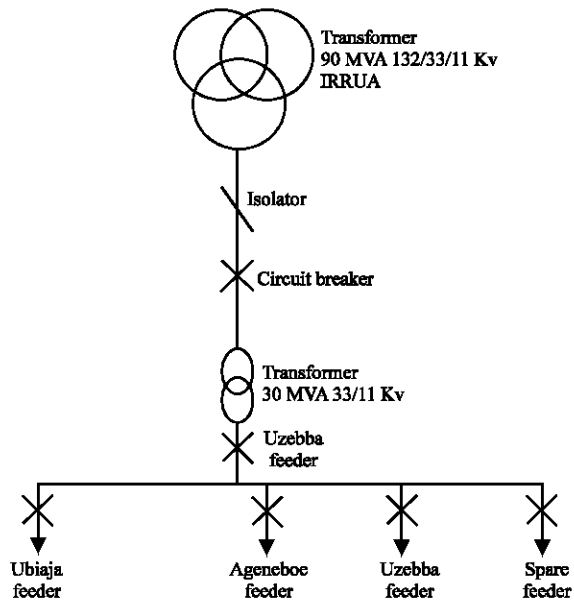 Transformer
90 MVA 132/33/11 Kv
IRRUA
Isolator
Circuit breaker
Transformer
30 MVA 33/11 Kv
Uzebba
feeder
Ubiaja
feeder
Ageneboe
feeder
Uzebba
feeder
Spare
feeder